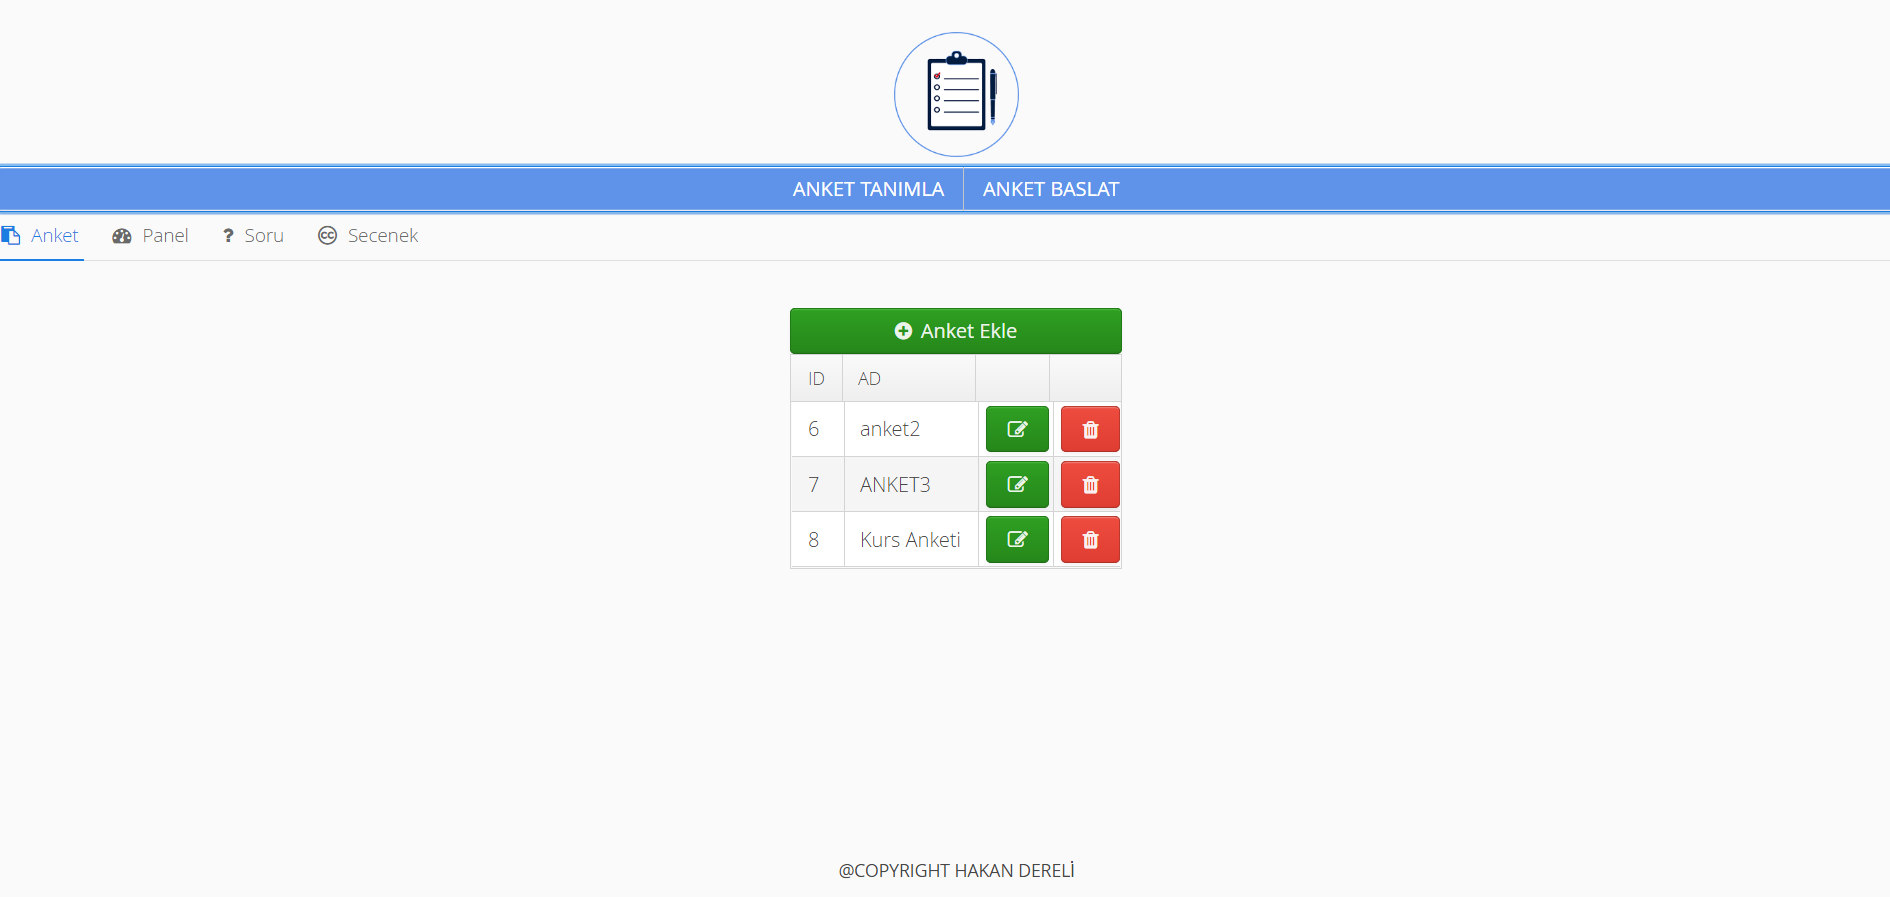 ANKET TANIMLA ANKET BASLAT
Anket Panel ? Soru Secenek
Anket Ekle
ID AD
6 anket2
7 ANKET3
8 Kurs Anketi
@COPYRIGHT HAKAN DERELİ